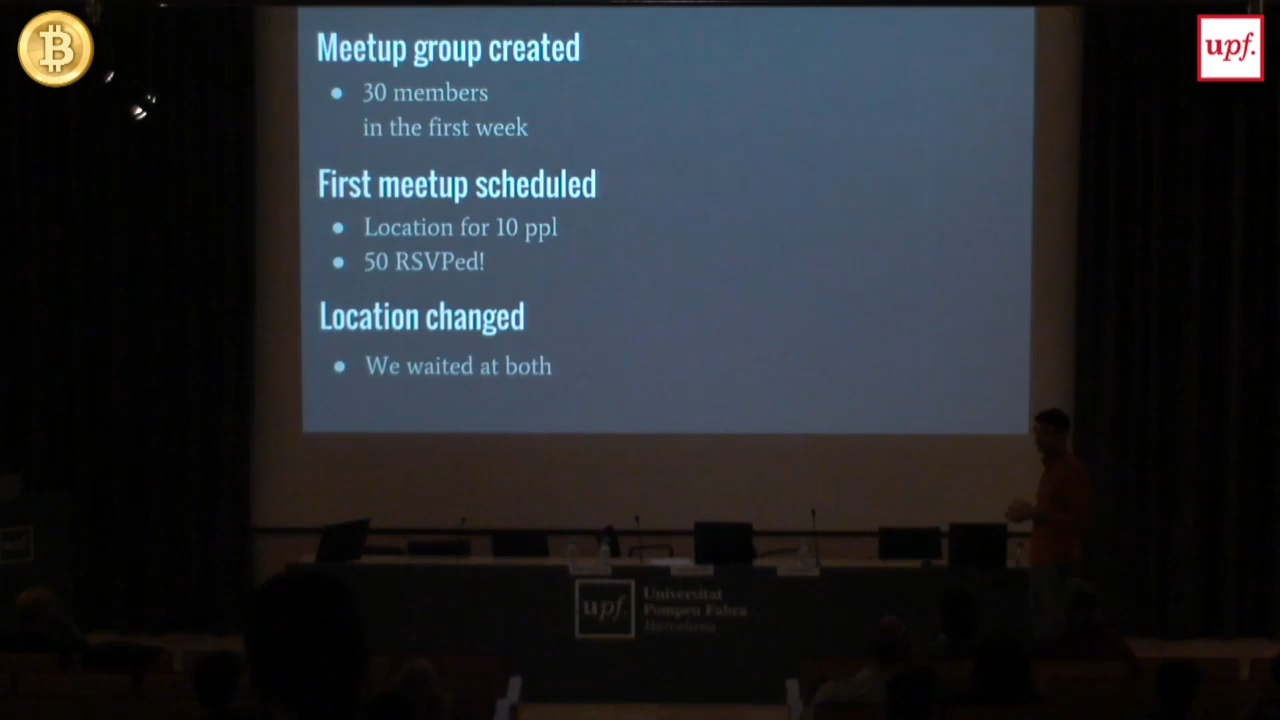 upf.
Meetup group created
30 members
in the first week
First meetup scheduled
Location for 10 ppl
50 RSVPed!
Location changed
We waited at both
upf.
Universitat
Pompeu Fabra
Barcelona
upf.